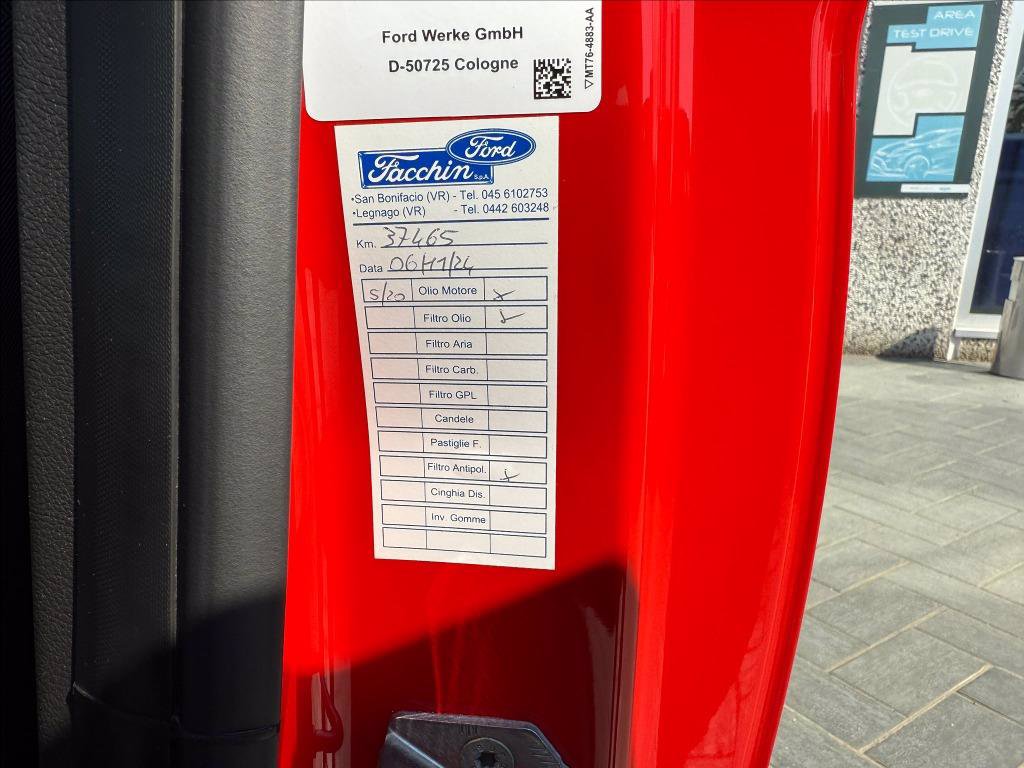 Ford Werke GmbH
D-50725 Cologne
▽MT76-4883-AA
AREA
TEST DRIVE
Ford
Facchin S.p.A.
•San Bonifacio (VR) - Tel. 045 6102753
•Legnago (VR) - Tel. 0442 603248
Km. 37465
Data 06/11/24
5/20 Olio Motore x
Filtro Olio ✓
Filtro Aria
Filtro Carb.
Filtro GPL
Candele
Pastiglie F.
Filtro Antipol. x
Cinghia Dis.
Inv. Gomme